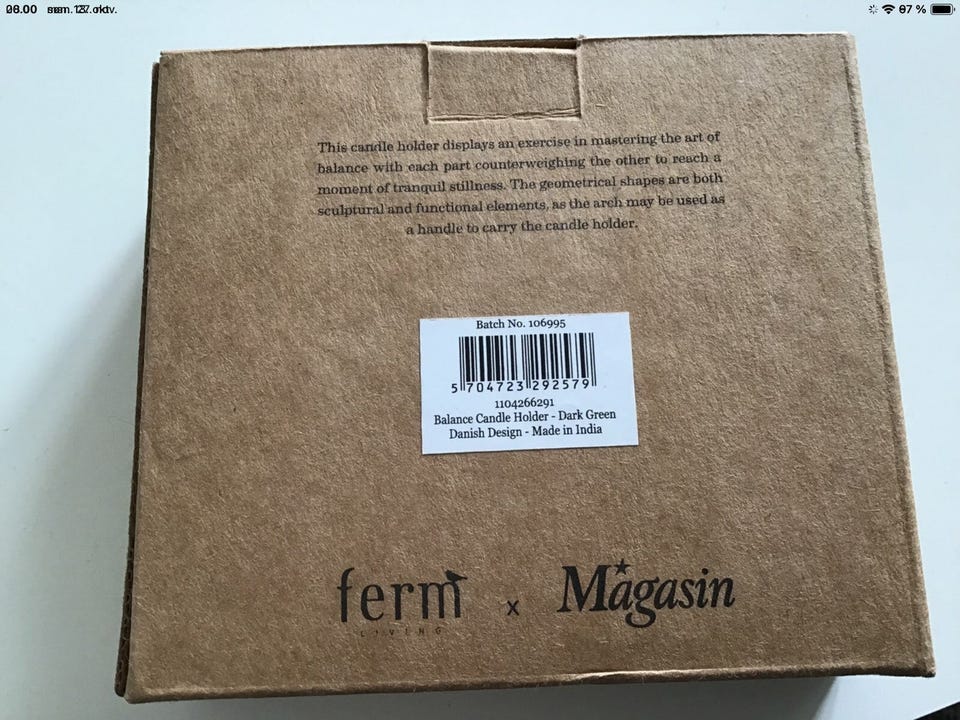 87 %
This candle holder displays an exercise in mastering the art of
balance with each part counterweighing the other to reach a
moment of tranquil stillness. The geometrical shapes are both
sculptural and functional elements, as the arch may be used as
a handle to carry the candle holder.
Batch No. 106995
5 704723 292579
1104266291
Balance Candle Holder - Dark Green
Danish Design - Made in India
ferm x Magasin
LIVING